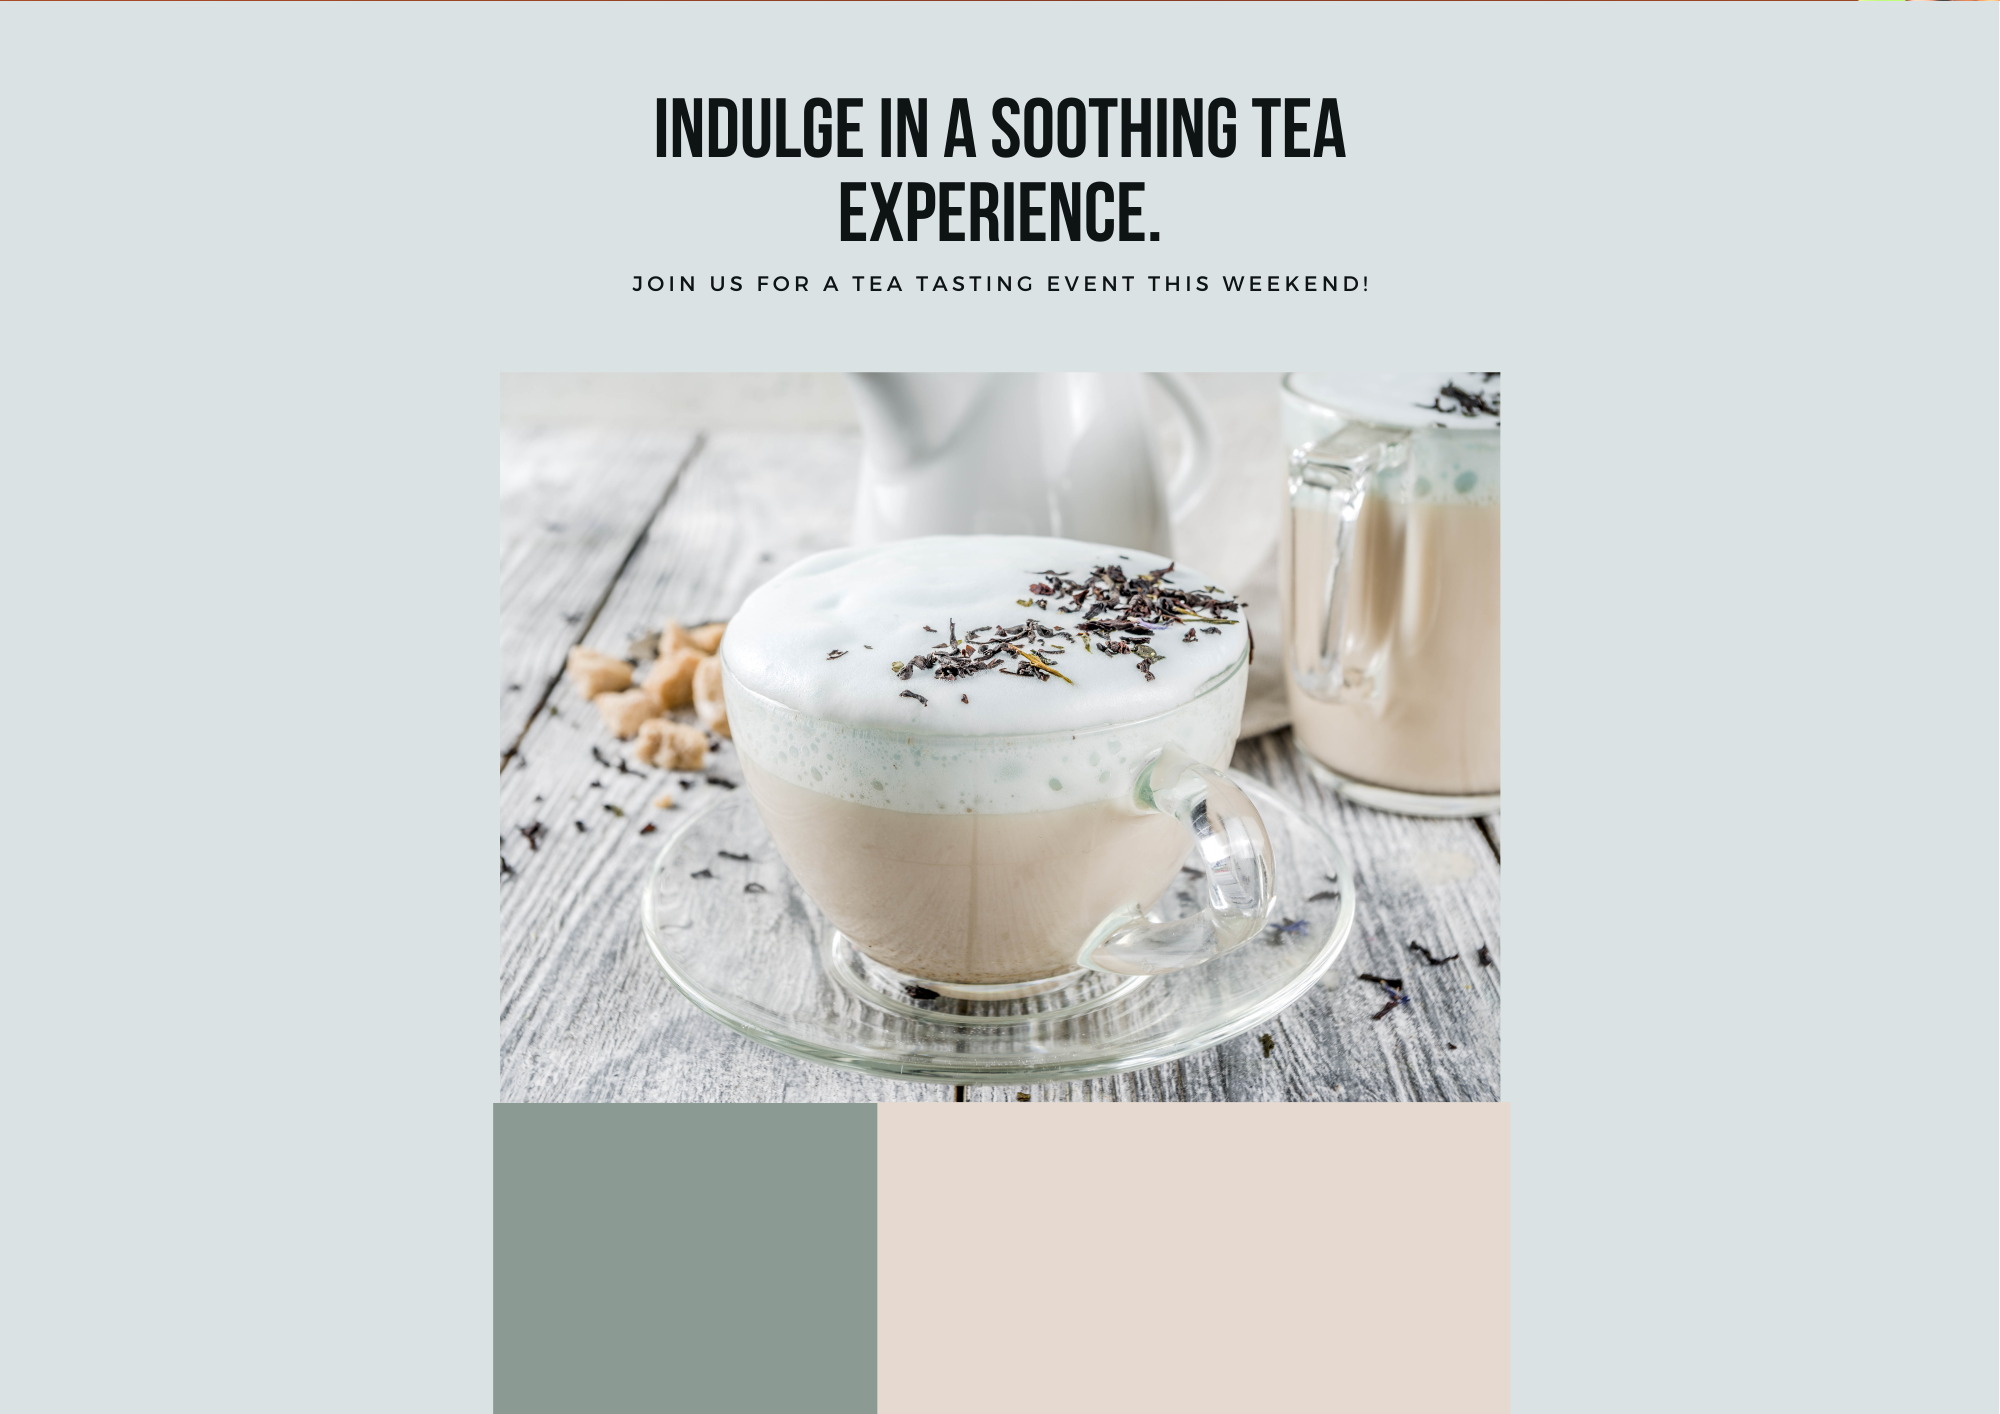 INDULGE IN A SOOTHING TEA
EXPERIENCE.
JOIN US FOR A TEA TASTING EVENT THIS WEEKEND!